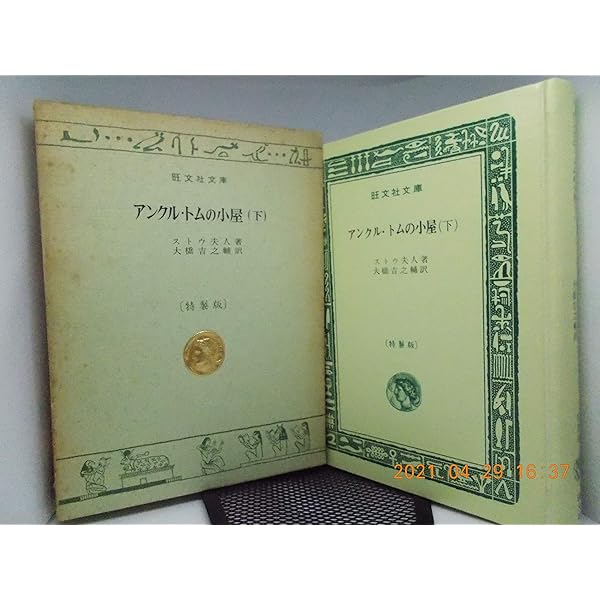 旺文社文庫
アンクル・トムの小屋(下)
ストウ夫人著
大橋吉之輔訳
〔特製版〕
旺文社文庫
アンクル・トムの小屋(下)
ストウ夫人著
大橋吉之輔訳
〔特製版〕
2021 04 29 16:37